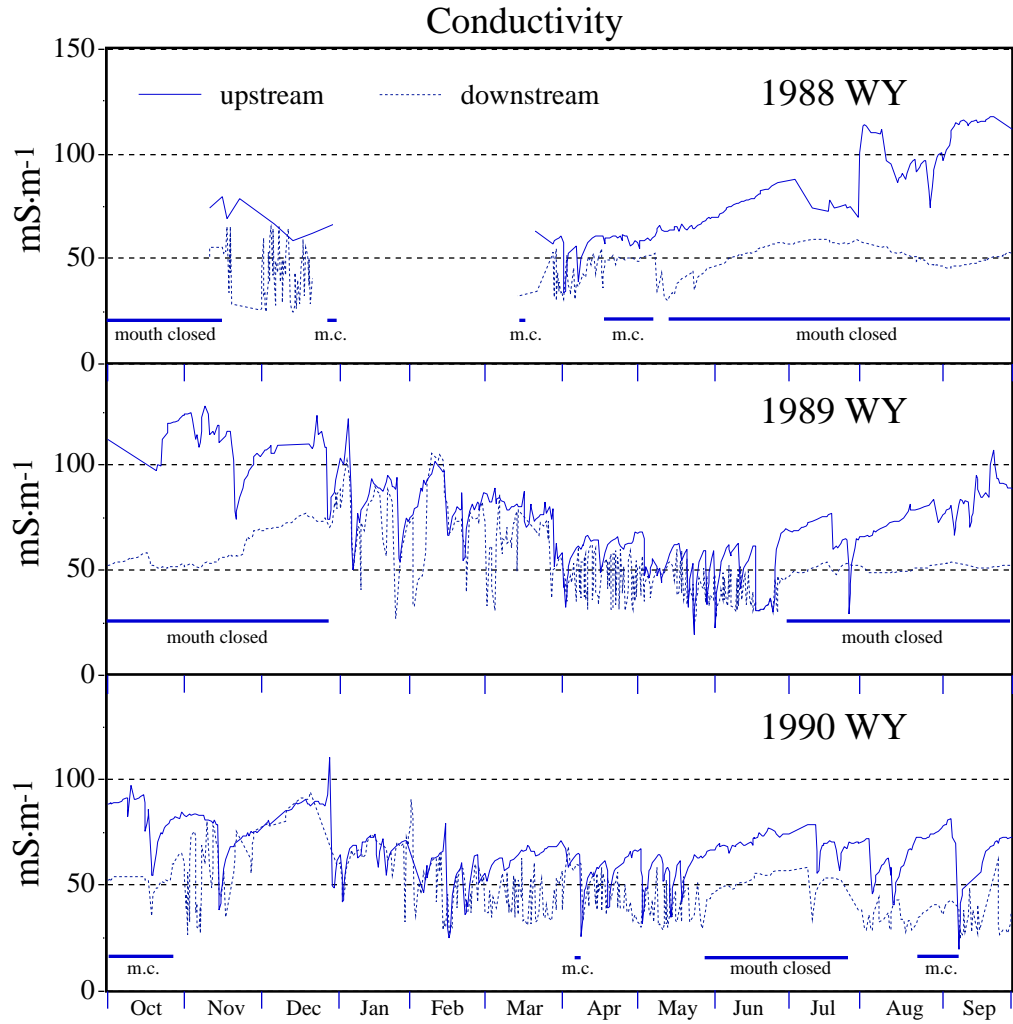 Conductivity
150
upstream downstream 1988 WY
100
mS·m-1
50
mouth closed m.c. m.c. m.c. mouth closed
0
1989 WY
100
mS·m-1
50
mouth closed mouth closed
0
1990 WY
100
mS·m-1
50
m.c. m.c. mouth closed m.c.
0
Oct Nov Dec Jan Feb Mar Apr May Jun Jul Aug Sep